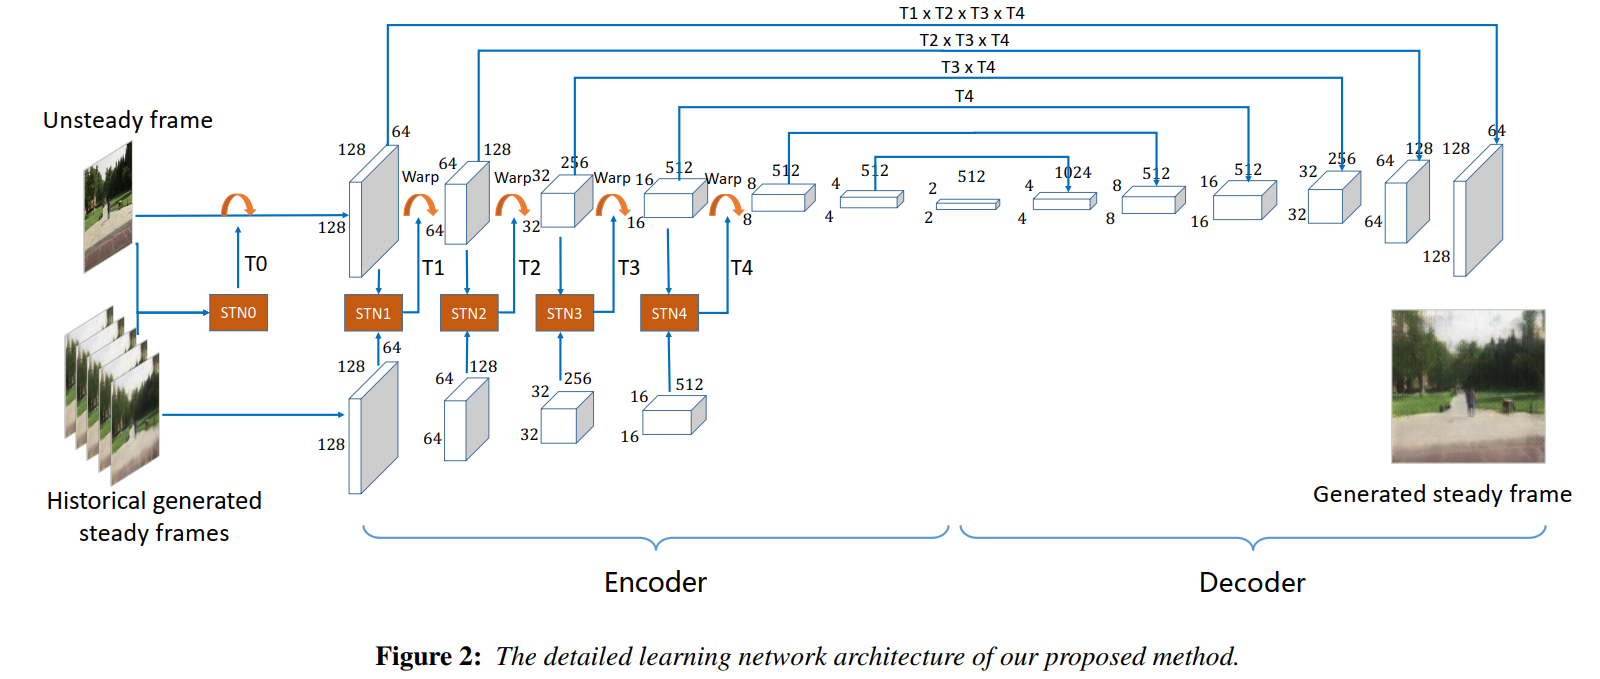 T1 x T2 x T3 x T4
T2 x T3 x T4
T3 x T4
T4
Unsteady frame
128 64
64 128
Warp 32 256
Warp 16 512
Warp 8 512
Warp
4 512
2 512
4 1024
8 512
16 512
32 256
64 128
128 64
128
64
32
16
8
4
2
4
8
16
32
64
128
T0
T1
T2
T3
T4
STN0
STN1
STN2
STN3
STN4
128 64
64 128
32 256
16 512
128
64
32
16
Historical generated
steady frames
Generated steady frame
Encoder
Decoder
Figure 2: The detailed learning network architecture of our proposed method.